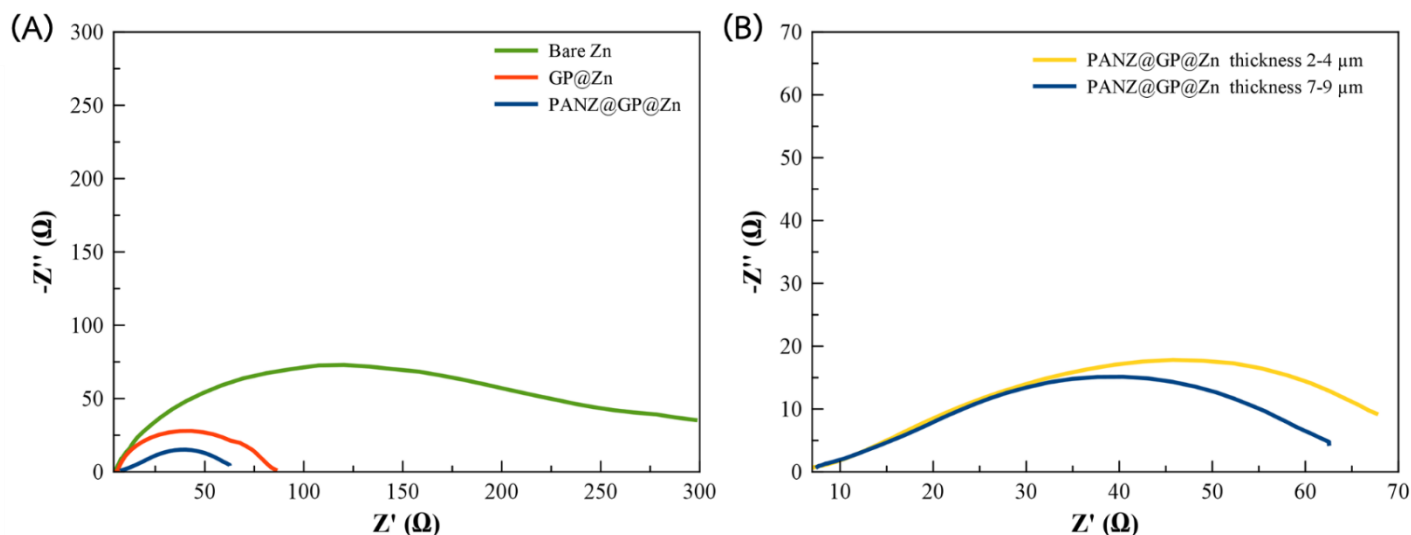 (A)
300
250
200
150
100
50
0
-Z'' (Ω)
Bare Zn
GP@Zn
PANZ@GP@Zn
50 100 150 200 250 300
Z' (Ω)
(B)
70
60
50
40
30
20
10
0
-Z'' (Ω)
PANZ@GP@Zn thickness 2-4 µm
PANZ@GP@Zn thickness 7-9 µm
10 20 30 40 50 60 70
Z' (Ω)